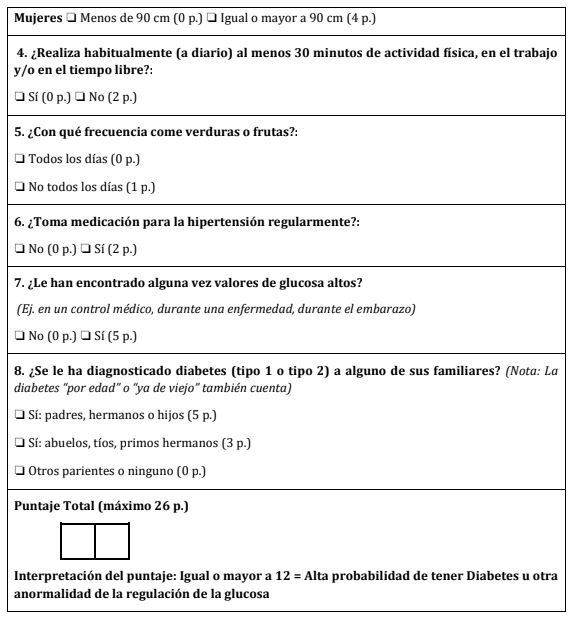 Mujeres ❑ Menos de 90 cm (0 p.) ❑ Igual o mayor a 90 cm (4 p.)
4. ¿Realiza habitualmente (a diario) al menos 30 minutos de actividad física, en el trabajo
y/o en el tiempo libre?:
❑ Sí (0 p.) ❑ No (2 p.)
5. ¿Con qué frecuencia come verduras o frutas?:
❑ Todos los días (0 p.)
❑ No todos los días (1 p.)
6. ¿Toma medicación para la hipertensión regularmente?:
❑ No (0 p.) ❑ Sí (2 p.)
7. ¿Le han encontrado alguna vez valores de glucosa altos?
(Ej. en un control médico, durante una enfermedad, durante el embarazo)
❑ No (0 p.) ❑ Sí (5 p.)
8. ¿Se le ha diagnosticado diabetes (tipo 1 o tipo 2) a alguno de sus familiares? (Nota: La
diabetes “por edad” o “ya de viejo” también cuenta)
❑ Sí: padres, hermanos o hijos (5 p.)
❑ Sí: abuelos, tíos, primos hermanos (3 p.)
❑ Otros parientes o ninguno (0 p.)
Puntaje Total (máximo 26 p.)
Interpretación del puntaje: Igual o mayor a 12 = Alta probabilidad de tener Diabetes u otra
anormalidad de la regulación de la glucosa